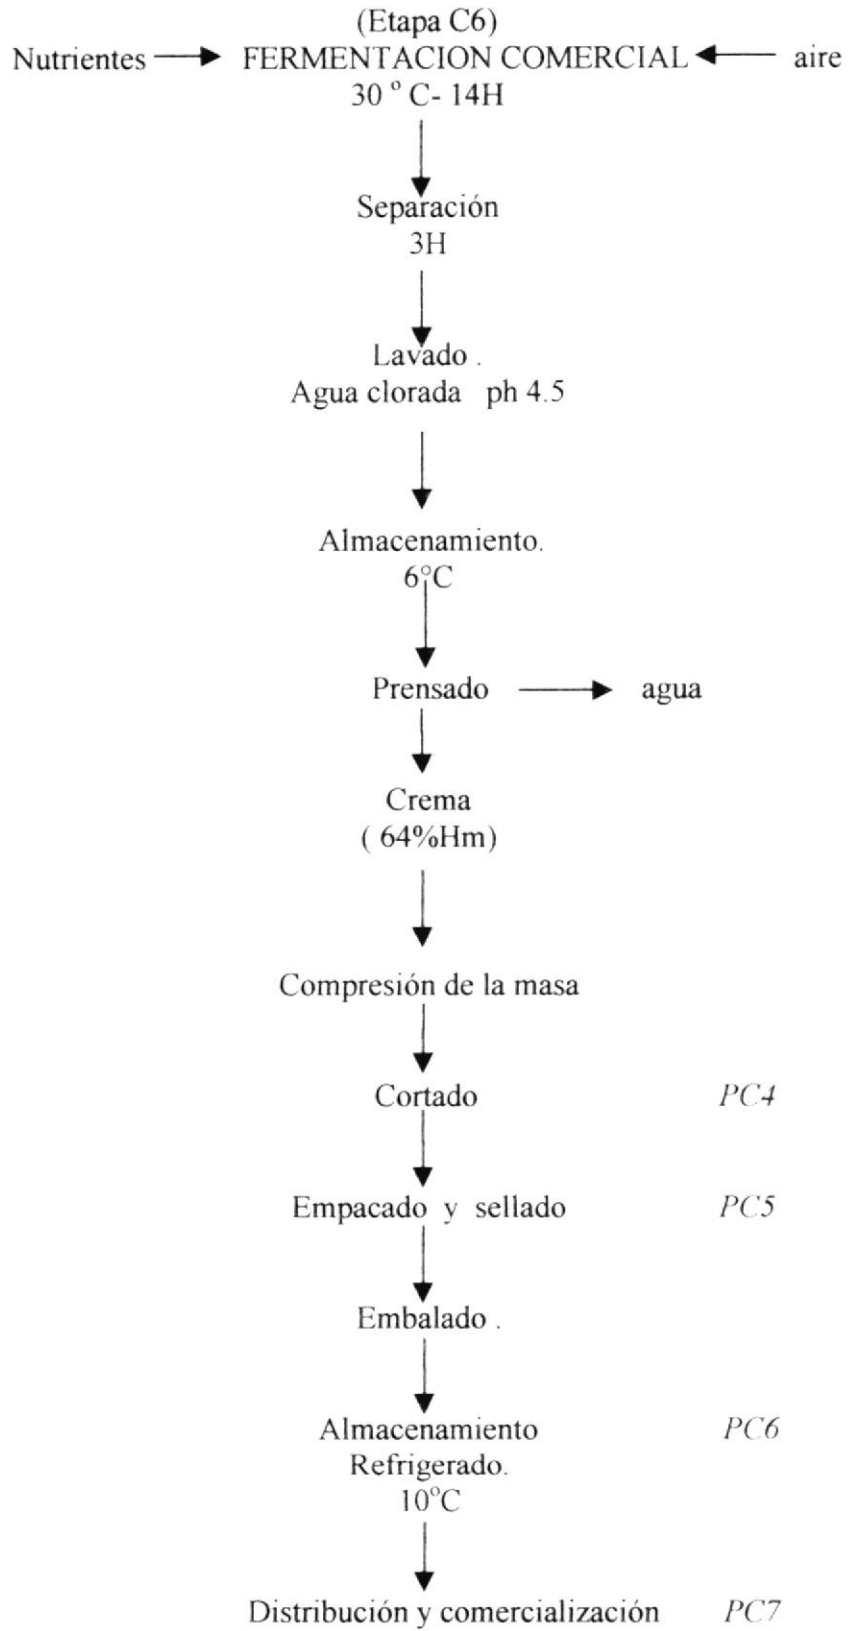 (Etapa C6)
Nutrientes FERMENTACION COMERCIAL aire
30 º C- 14H
Separación
3H
Lavado .
Agua clorada ph 4.5
Almacenamiento.
6°C
Prensado agua
Crema
( 64%Hm)
Compresión de la masa
Cortado PC4
Empacado y sellado PC5
Embalado .
Almacenamiento PC6
Refrigerado.
10°C
Distribución y comercialización PC7